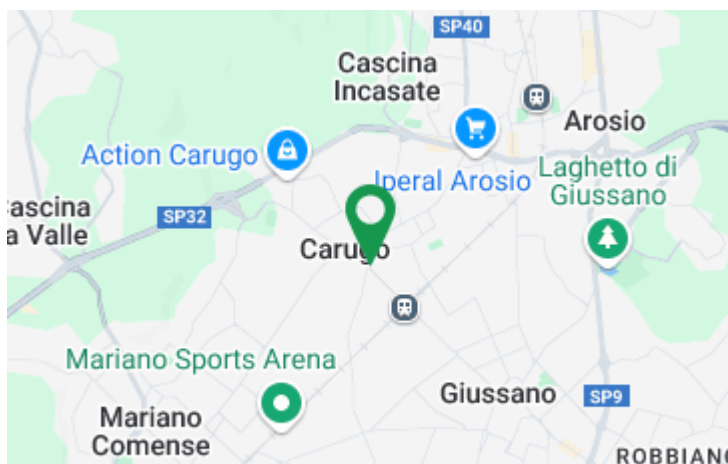 SP40
Cascina
Incasate
Arosio
Action Carugo
Iperal Arosio
Laghetto di
Giussano
Cascina
a Valle
SP32
Carugo
Mariano Sports Arena
Giussano
SP9
Mariano
Comense
ROBBIANO